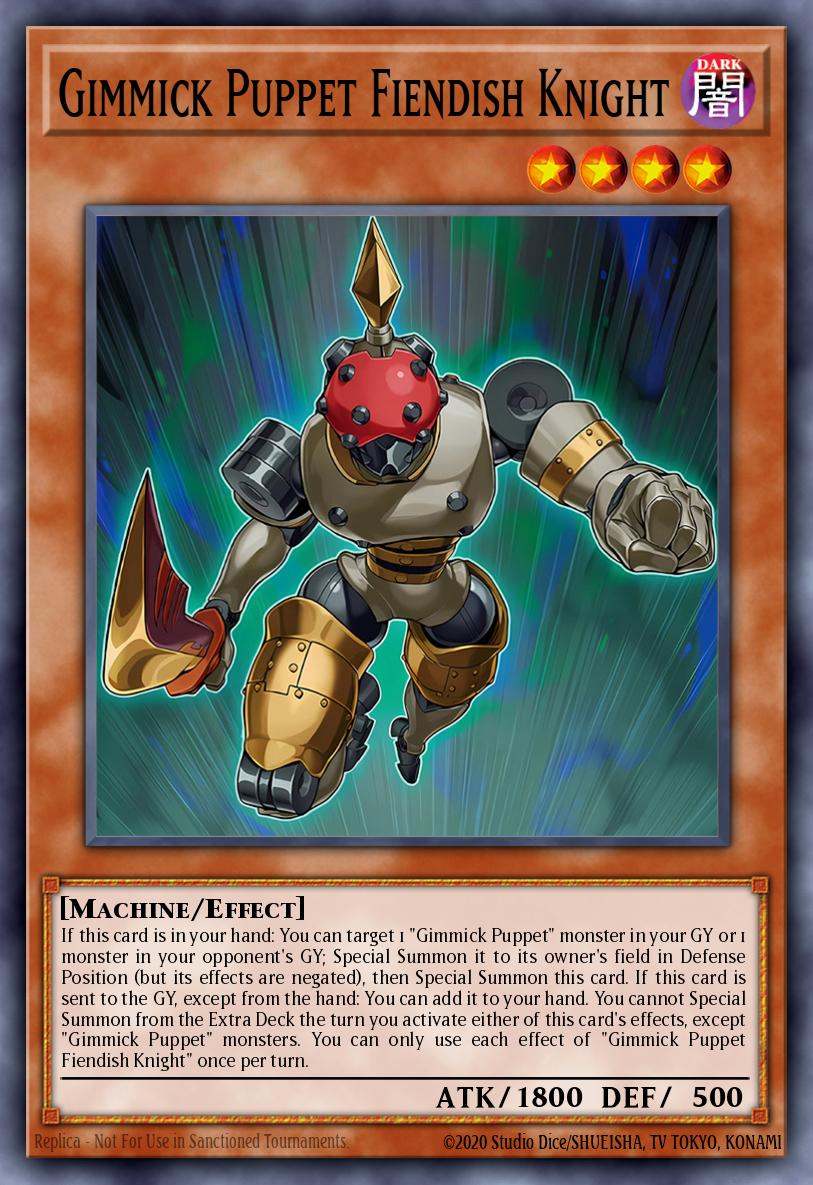 Gimmick Puppet Fiendish Knight
DARK
闇
[Machine/Effect]
If this card is in your hand: You can target 1 "Gimmick Puppet" monster in your GY or 1
monster in your opponent's GY; Special Summon it to its owner's field in Defense
Position (but its effects are negated), then Special Summon this card. If this card is
sent to the GY, except from the hand: You can add it to your hand. You cannot Special
Summon from the Extra Deck the turn you activate either of this card's effects, except
"Gimmick Puppet" monsters. You can only use each effect of "Gimmick Puppet
Fiendish Knight" once per turn.
ATK/1800 DEF/ 500
Replica - Not For Use in Sanctioned Tournaments.
©2020 Studio Dice/SHUEISHA, TV TOKYO, KONAMI